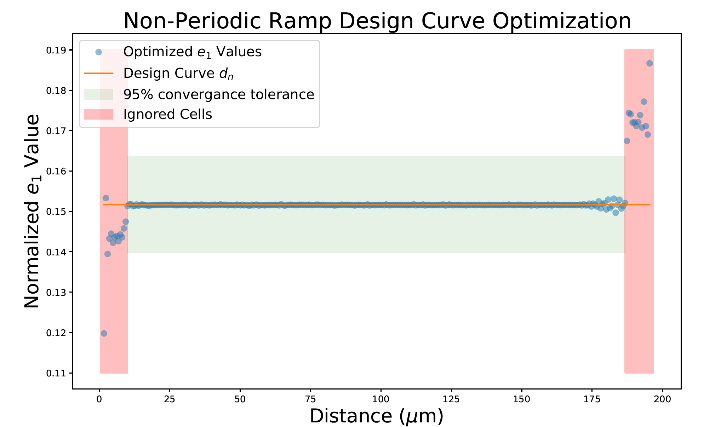 Non-Periodic Ramp Design Curve Optimization
Optimized e₁ Values
Design Curve dₙ
95% convergance tolerance
Ignored Cells
Normalized e₁ Value
0.19
0.18
0.17
0.16
0.15
0.14
0.13
0.12
0.11
0 25 50 75 100 125 150 175 200
Distance (μm)